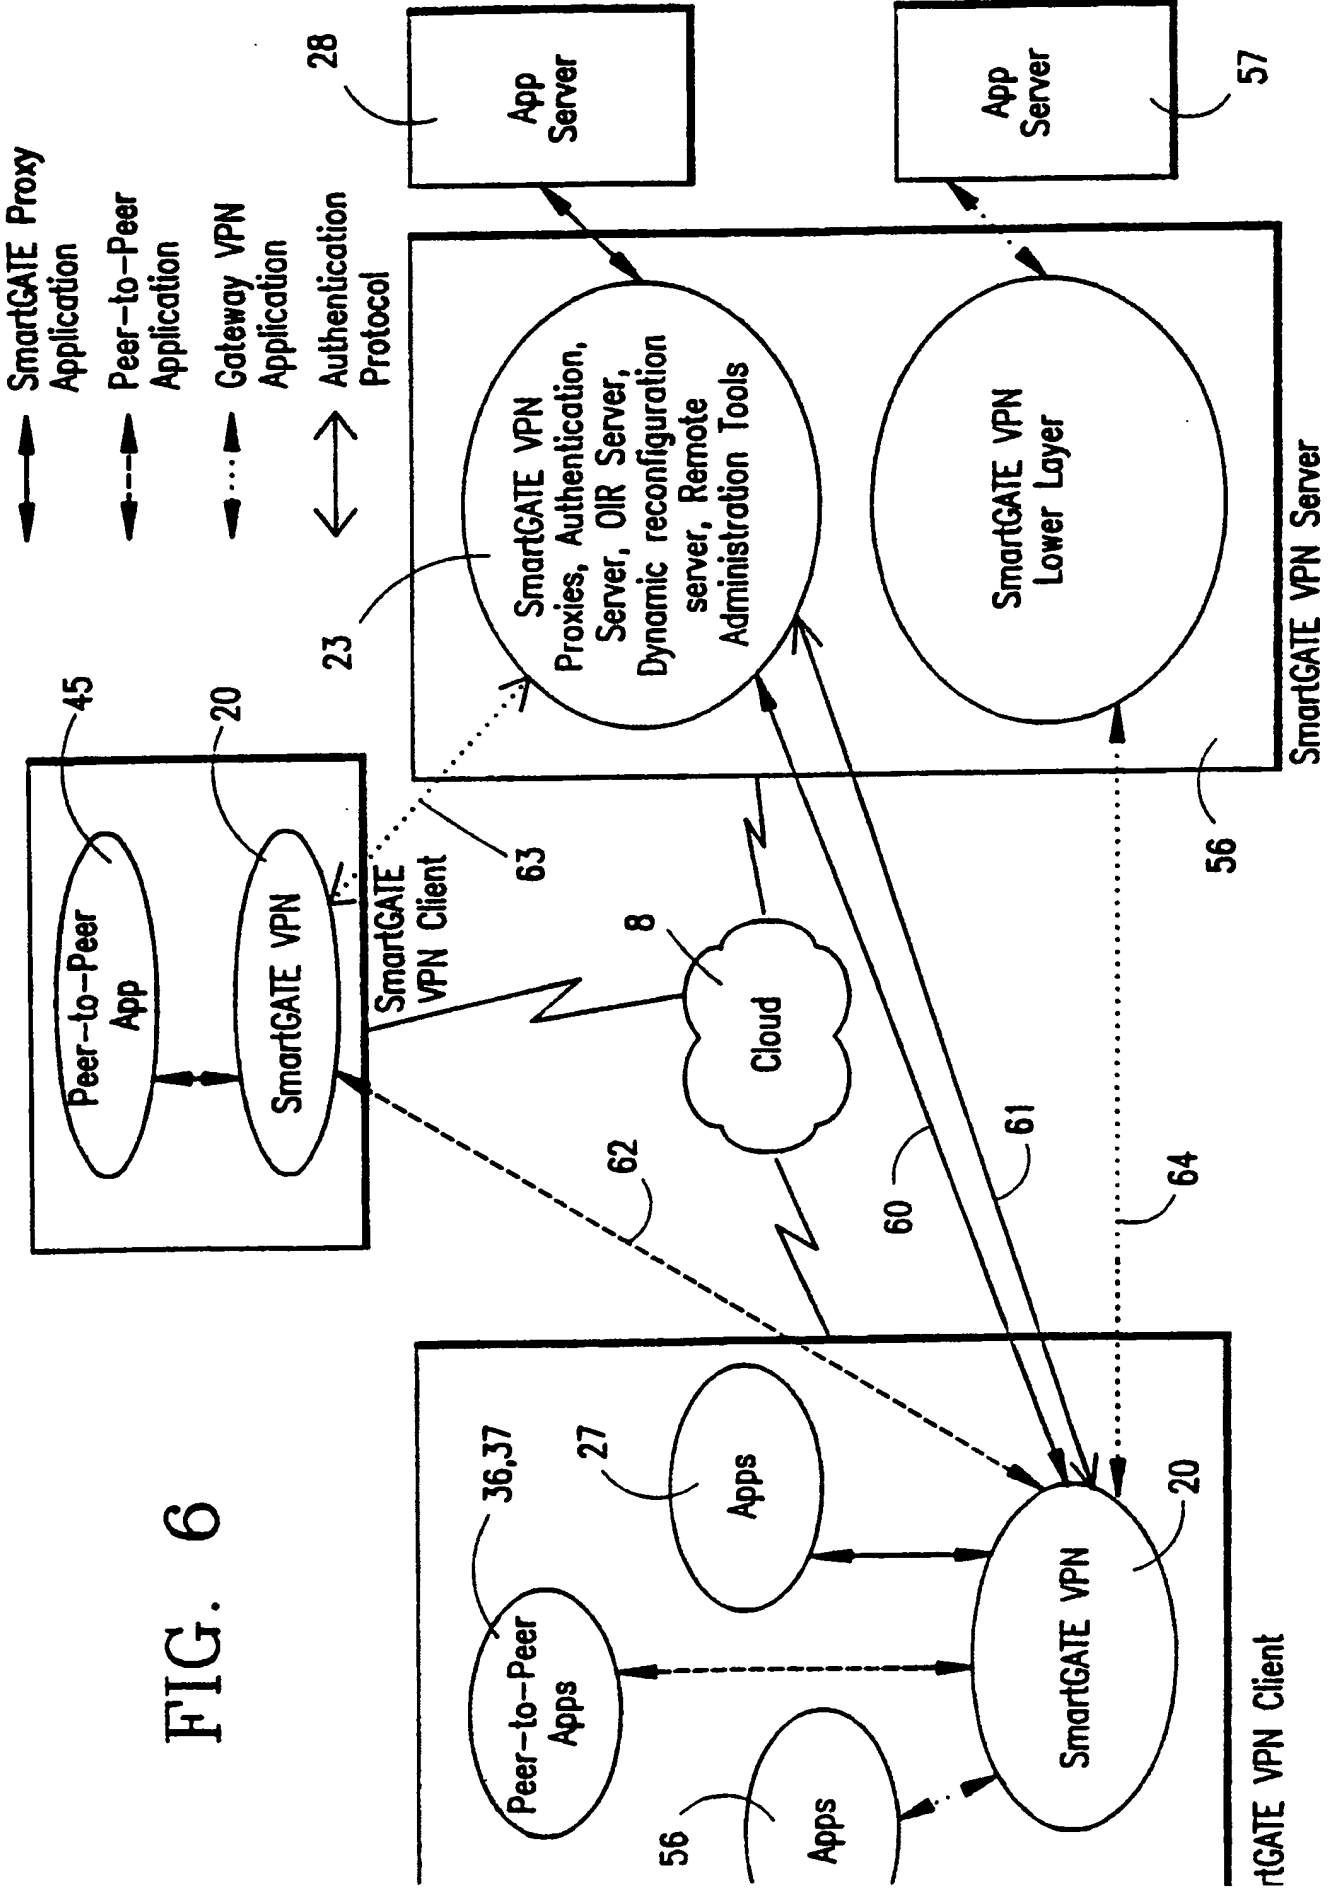 FIG. 6
SmartGATE Proxy
Application
Peer-to-Peer
Application
Gateway VPN
Application
Authentication
Protocol
Peer-to-Peer
App
45
SmartGATE VPN
20
SmartGATE
VPN Client
63
62
8
Cloud
60
61
64
36,37
Peer-to-Peer
Apps
27
Apps
56
Apps
SmartGATE VPN
20
rtGATE VPN Client
23
SmartGATE VPN
Proxies, Authentication,
Server, OIR Server,
Dynamic reconfiguration
server, Remote
Administration Tools
SmartGATE VPN
Lower Layer
56
SmartGATE VPN Server
28
App
Server
App
Server
57